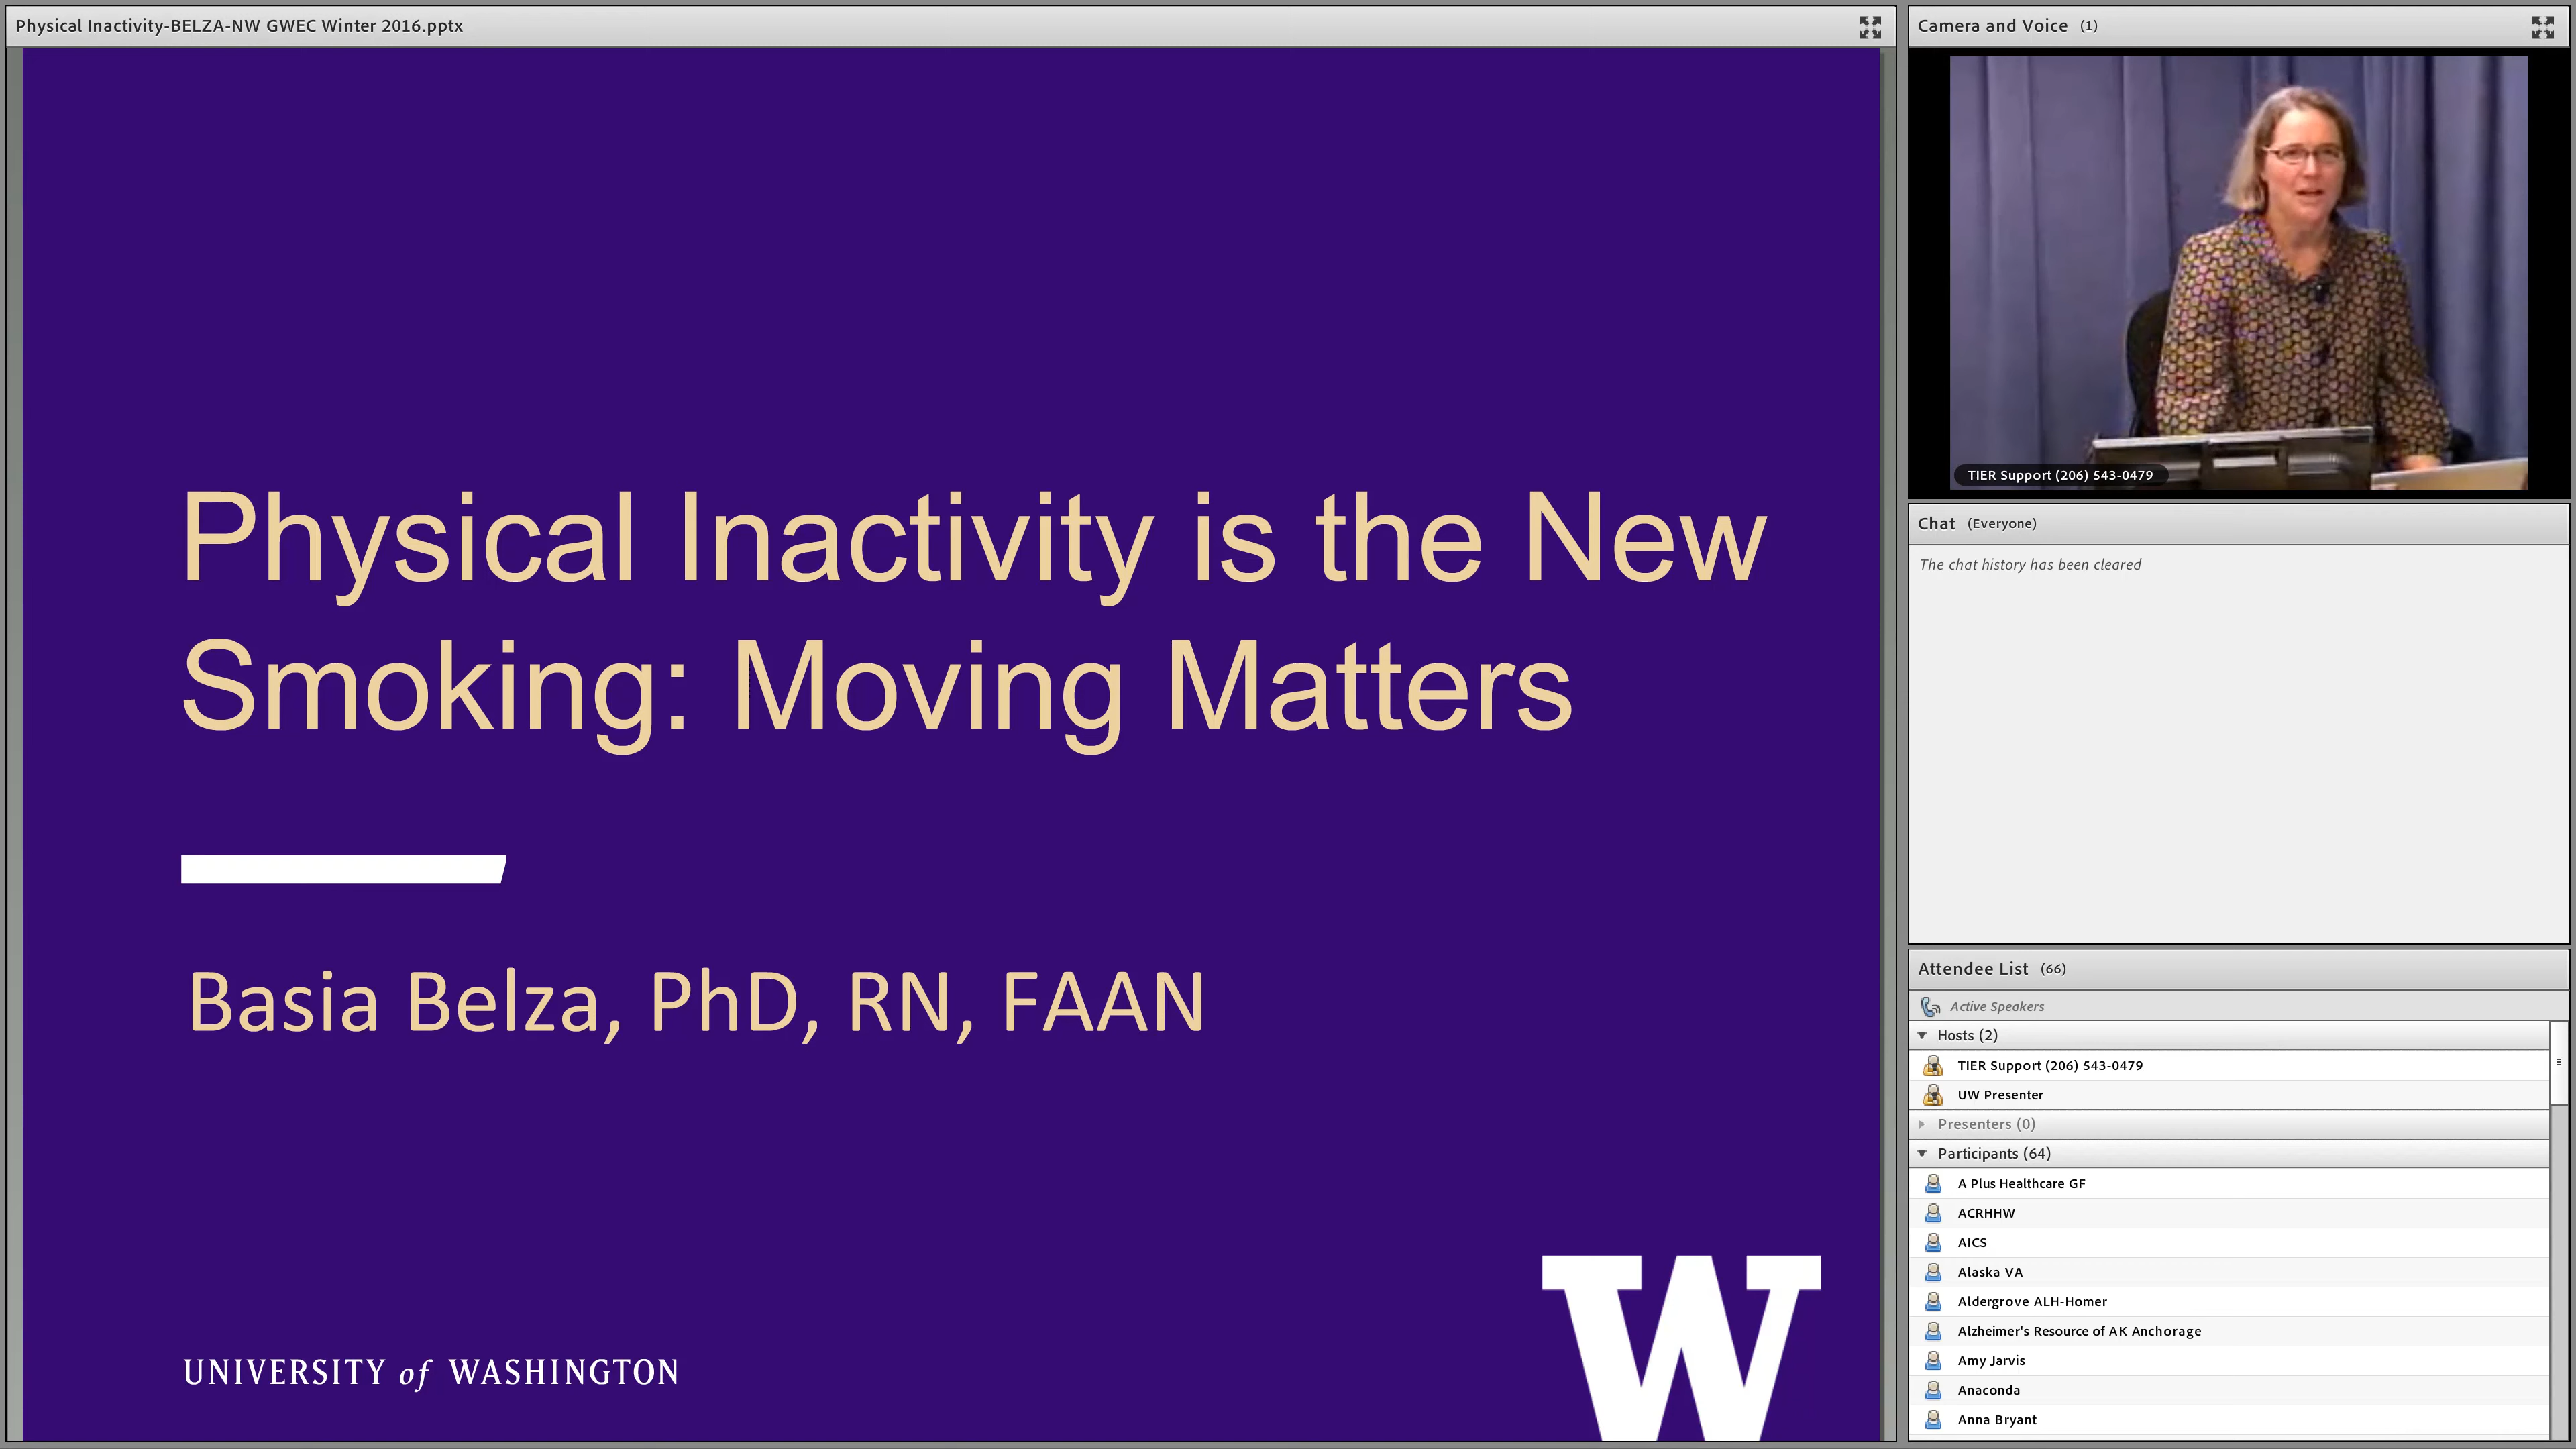 Physical Inactivity-BELZA-NW GWEC Winter 2016.pptx
Physical Inactivity is the New
Smoking: Moving Matters
Basia Belza, PhD, RN, FAAN
UNIVERSITY of WASHINGTON
W
Camera and Voice (1)
TIER Support (206) 543-0479
Chat (Everyone)
The chat history has been cleared
Attendee List (66)
Active Speakers
Hosts (2)
TIER Support (206) 543-0479
UW Presenter
Presenters (0)
Participants (64)
A Plus Healthcare GF
ACRHHW
AICS
Alaska VA
Aldergrove ALH-Homer
Alzheimer's Resource of AK Anchorage
Amy Jarvis
Anaconda
Anna Bryant